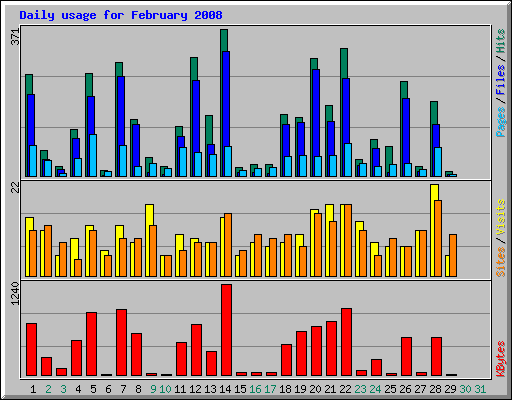 Daily usage for February 2008
371
22
1240
Pages / Files / Hits
Sites / Visits
KBytes
1 2 3 4 5 6 7 8 9 10 11 12 13 14 15 16 17 18 19 20 21 22 23 24 25 26 27 28 29 30 31